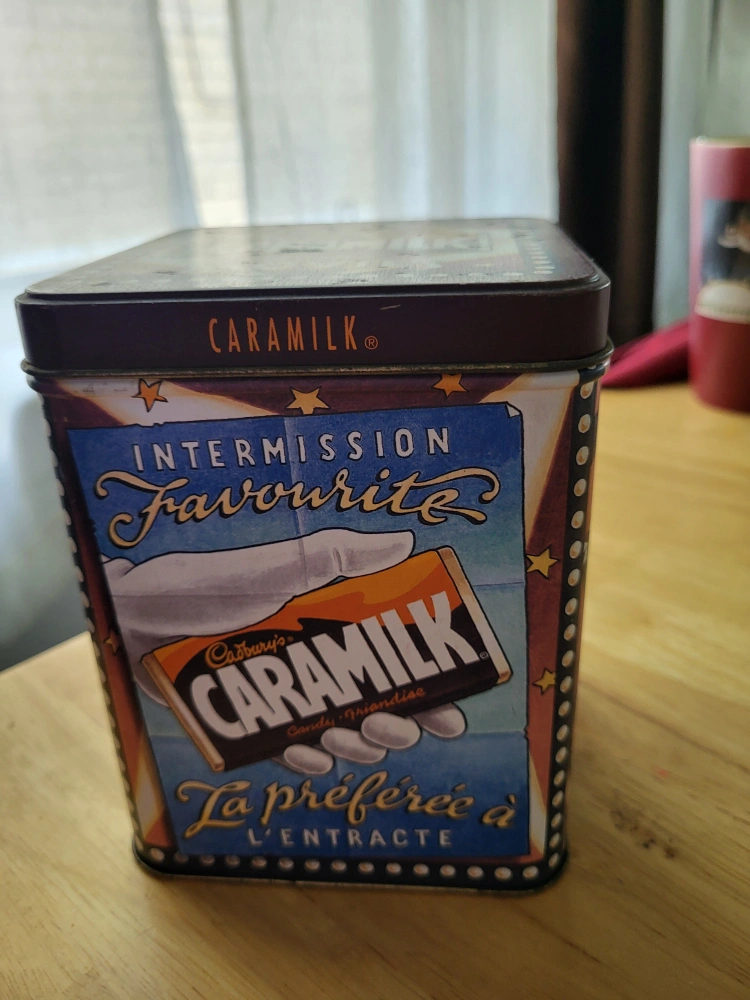 CARAMILK®
INTERMISSION
Favourite
Cadbury's
CARAMILK
Candy · Friandise
La préférée à
L'ENTRACTE